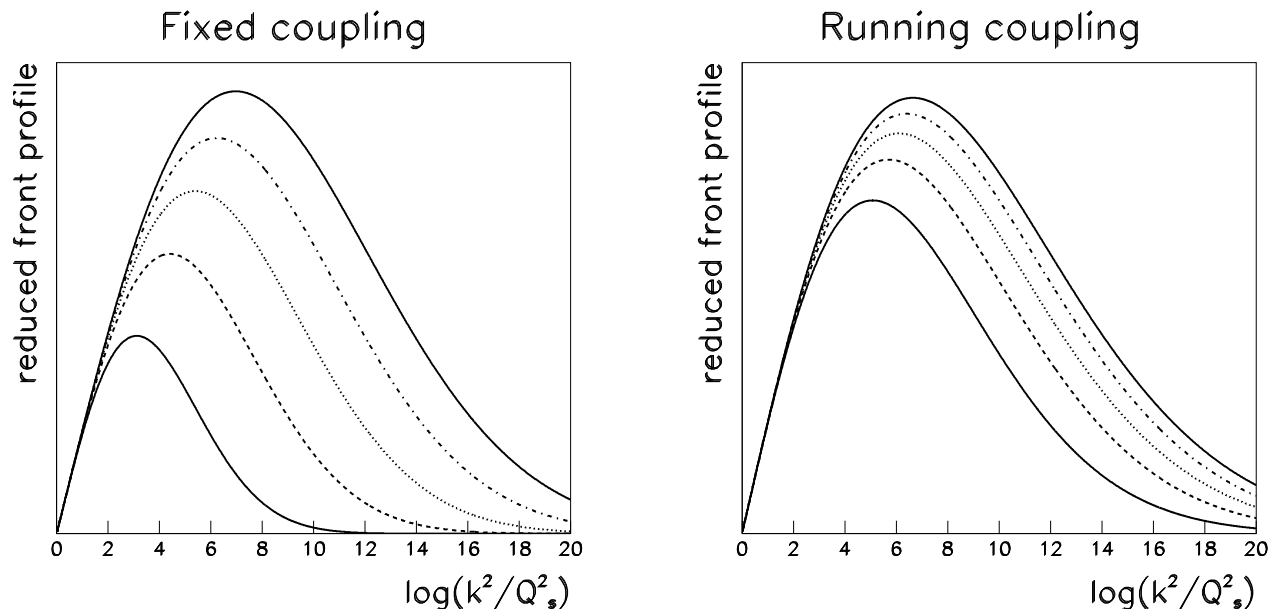 Fixed coupling
reduced front profile
0 2 4 6 8 10 12 14 16 18 20
log(k²/Q²ₛ)
Running coupling
reduced front profile
0 2 4 6 8 10 12 14 16 18 20
log(k²/Q²ₛ)